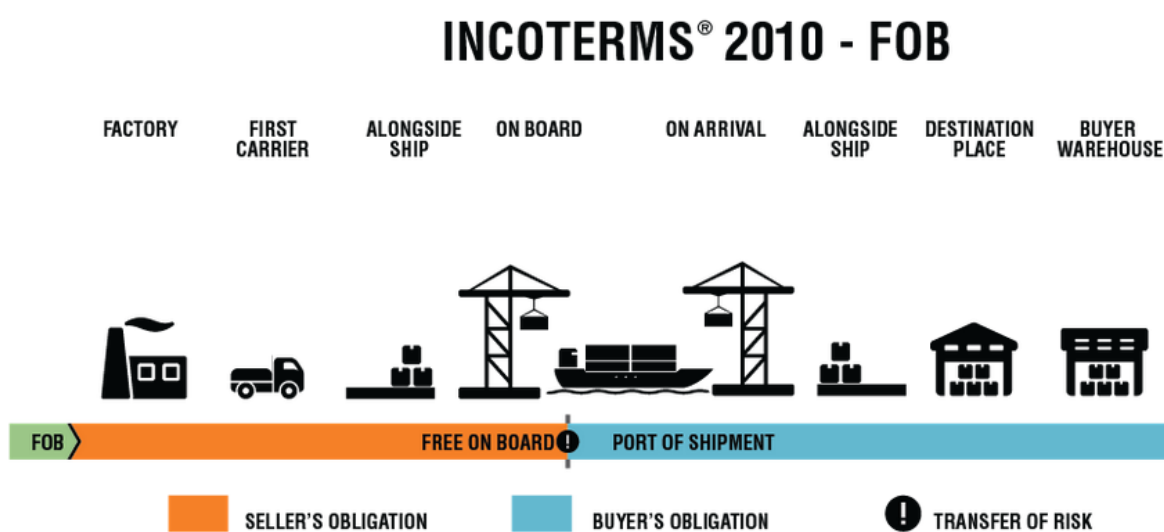 INCOTERMS® 2010 - FOB
FACTORY
FIRST
CARRIER
ALONGSIDE
SHIP
ON BOARD
ON ARRIVAL
ALONGSIDE
SHIP
DESTINATION
PLACE
BUYER
WAREHOUSE
FOB
FREE ON BOARD
PORT OF SHIPMENT
SELLER'S OBLIGATION
BUYER'S OBLIGATION
TRANSFER OF RISK